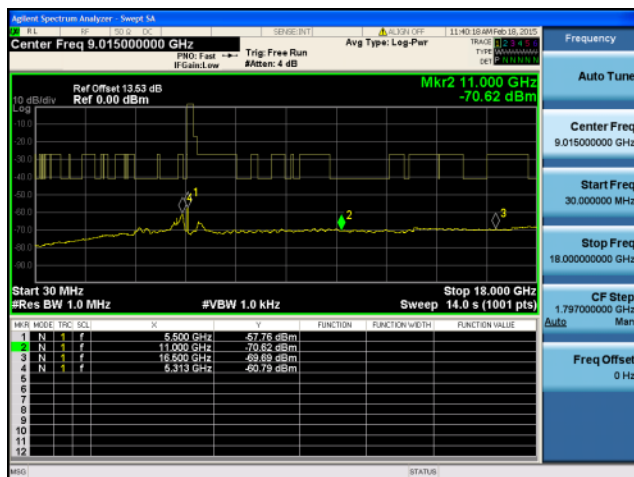 Agilent Spectrum Analyzer - Swept SA
RL RF 50 Ω DC SENSE:INT ALIGN OFF 11:40:18 AM Feb 18, 2015
Center Freq 9.015000000 GHz
PNO: Fast
IFGain:Low
Trig: Free Run
#Atten: 4 dB
Avg Type: Log-Pwr
TRACE 1 2 3 4 5 6
TYPE
DET P N N N N N
Mkr2 11.000 GHz
-70.62 dBm
Ref Offset 13.53 dB
10 dB/div Ref 0.00 dBm
Log
-10.0
-20.0
-30.0
-40.0
-50.0
-60.0
-70.0
-80.0
-90.0
4 1
2
3
Start 30 MHz Stop 18.000 GHz
#Res BW 1.0 MHz #VBW 1.0 kHz Sweep 14.0 s (1001 pts)
MKR MODE TRC SCL X Y FUNCTION FUNCTION WIDTH FUNCTION VALUE
1 N 1 f 5.500 GHz -57.76 dBm
2 N 1 f 11.000 GHz -70.62 dBm
3 N 1 f 16.500 GHz -69.69 dBm
4 N 1 f 5.313 GHz -60.79 dBm
5
6
7
8
9
10
11
12
MSG STATUS
Frequency
Auto Tune
Center Freq
9.015000000 GHz
Start Freq
30.000000 MHz
Stop Freq
18.000000000 GHz
CF Step
1.797000000 GHz
Auto Man
Freq Offset
0 Hz